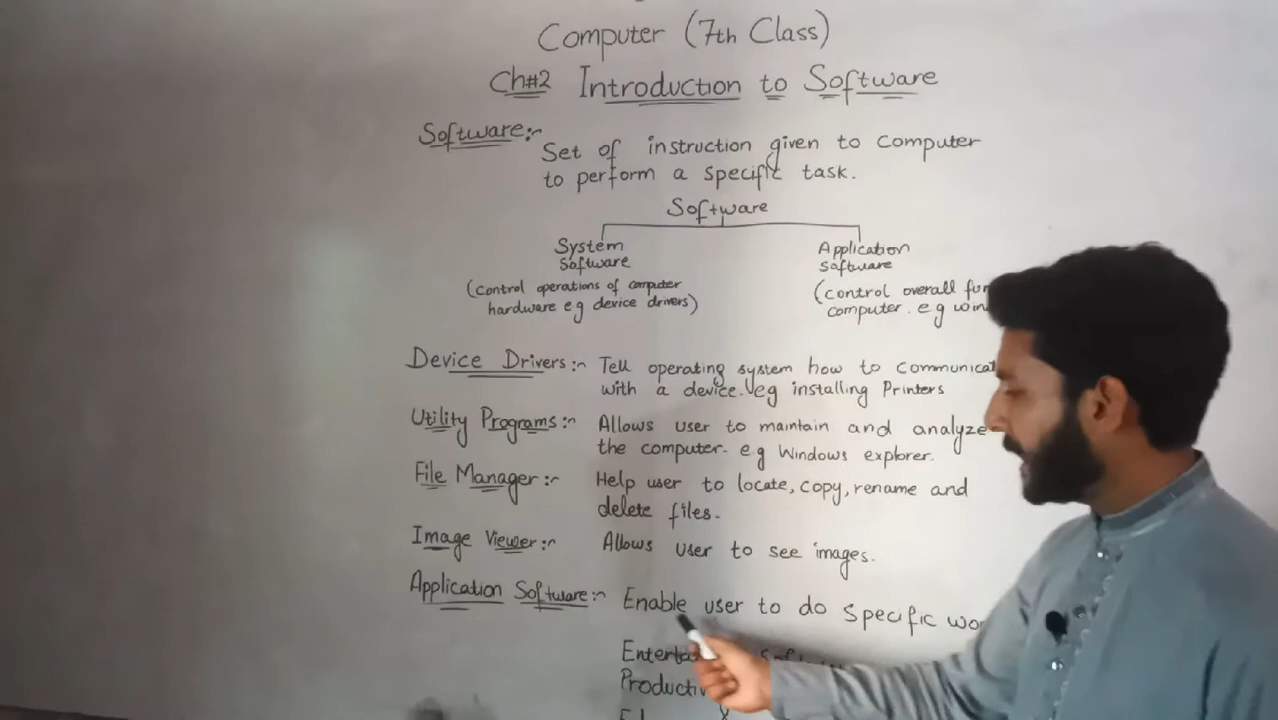 Computer (7th Class)
Ch#2 Introduction to Software
Software:~ Set of instruction given to computer
to perform a specific task.
Software
System Software
Application Software
(control operations of computer
hardware e g device drivers)
(control overall
computer. e g
Device Drivers:~ Tell operating system how to
with a device. eg installing Printers
Utility Programs:~ Allows user to maintain and analyze
the computer. e g Windows explorer.
File Manager:~ Help user to locate, copy, rename and
delete files.
Image Viewer:~ Allows user to see images.
Application Software:~ Enable user to do specific